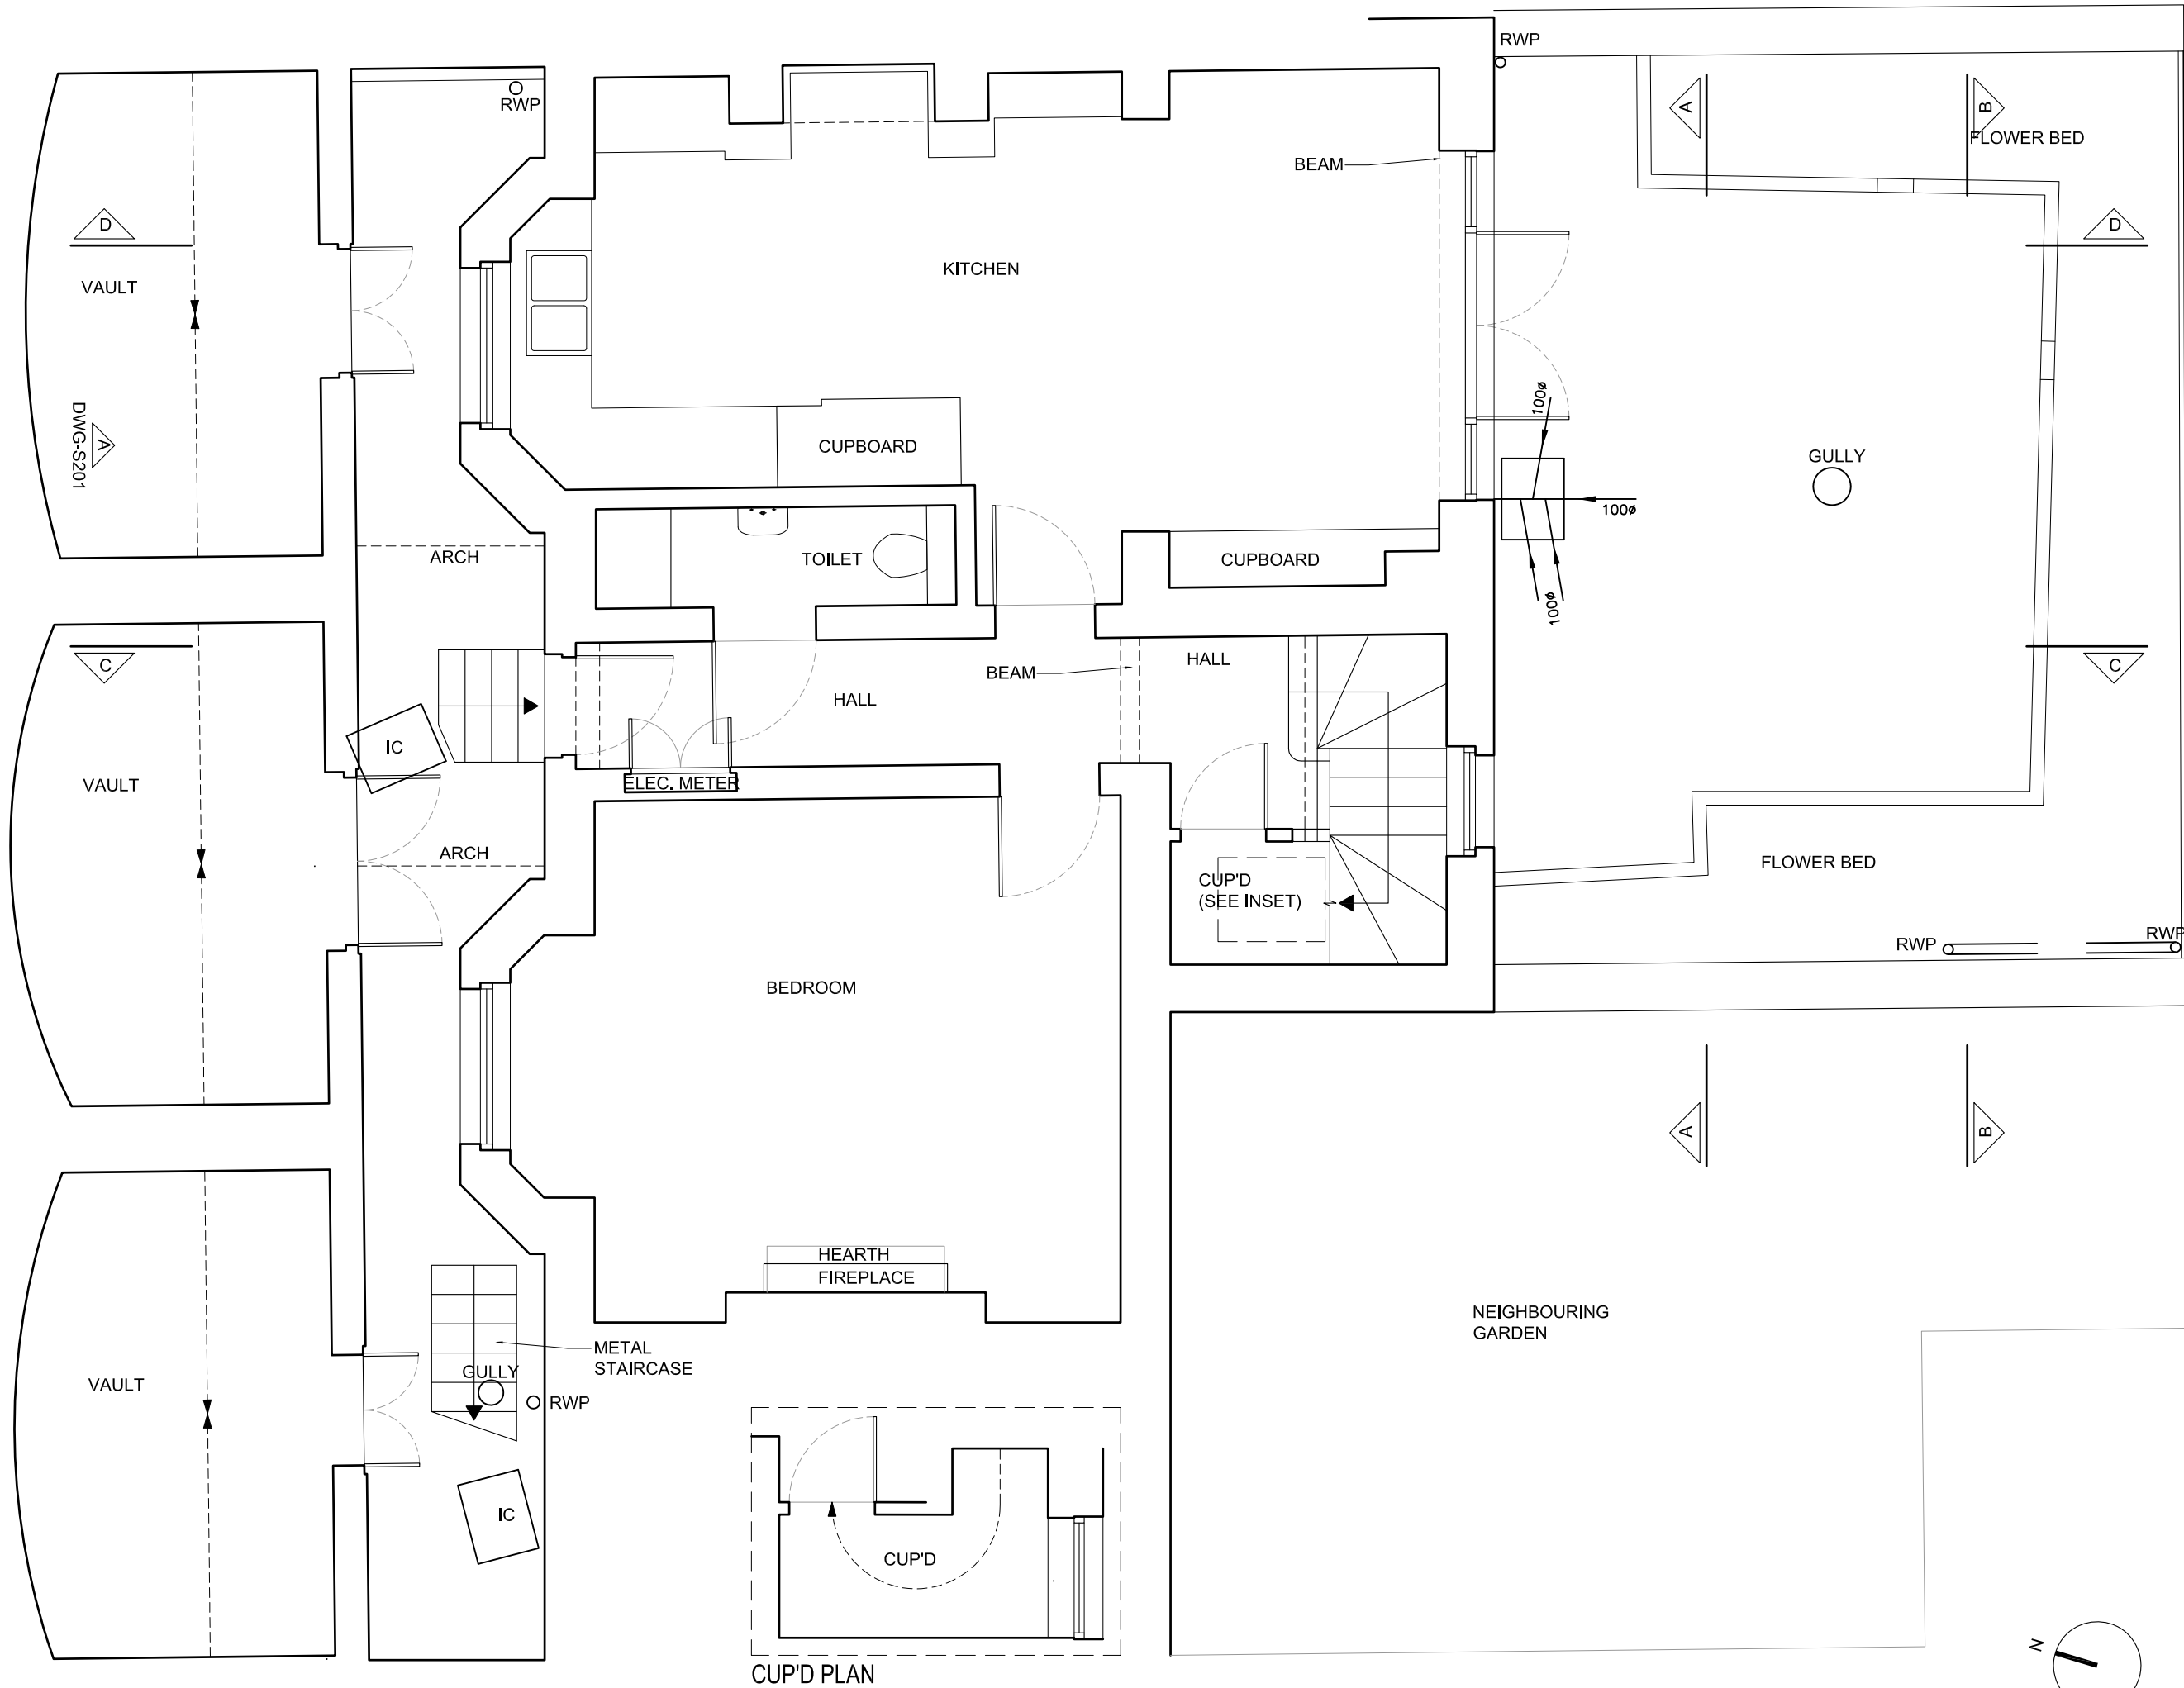 RWP
RWP
A
B
FLOWER BED
BEAM
D
D
KITCHEN
VAULT
100ø
A
DWG-S201
CUPBOARD
GULLY
100ø
ARCH
TOILET
CUPBOARD
100ø
C
HALL
C
BEAM
HALL
IC
VAULT
ELEC. METER
ARCH
FLOWER BED
CUP'D
(SEE INSET)
RWP
RWP
BEDROOM
A
B
HEARTH
FIREPLACE
NEIGHBOURING
GARDEN
METAL
STAIRCASE
VAULT
GULLY
RWP
IC
CUP'D
N
CUP'D PLAN